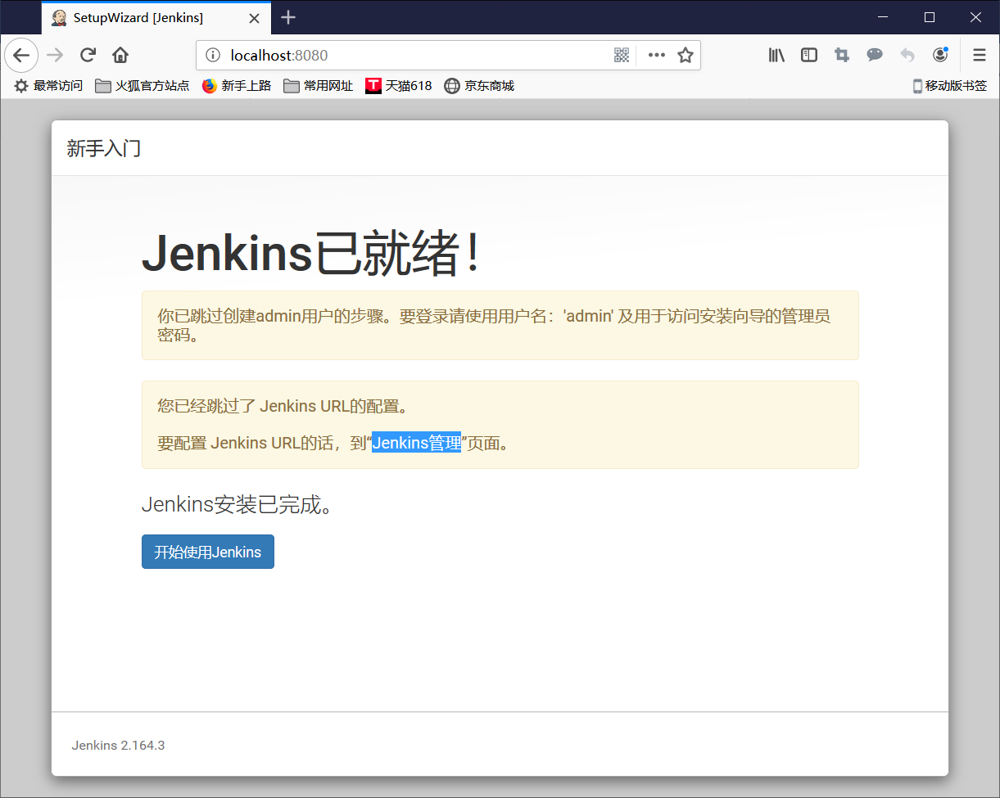 SetupWizard [Jenkins]
localhost:8080
最常访问 火狐官方站点 新手上路 常用网址 天猫618 京东商城 移动版书签
新手入门
Jenkins已就绪！
你已跳过创建admin用户的步骤。要登录请使用用户名：'admin' 及用于访问安装向导的管理员
密码。
您已经跳过了 Jenkins URL的配置。
要配置 Jenkins URL的话，到“Jenkins管理”页面。
Jenkins安装已完成。
开始使用Jenkins
Jenkins 2.164.3